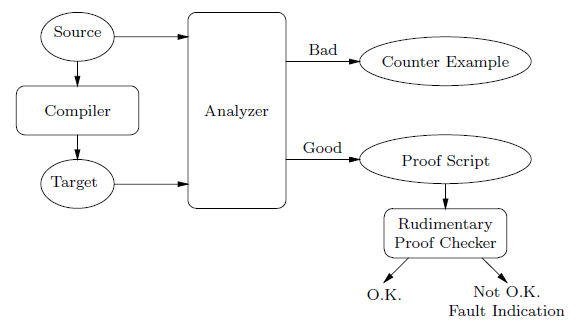 Source
Compiler
Target
Analyzer
Bad
Counter Example
Good
Proof Script
Rudimentary
Proof Checker
O.K.
Not O.K.
Fault Indication